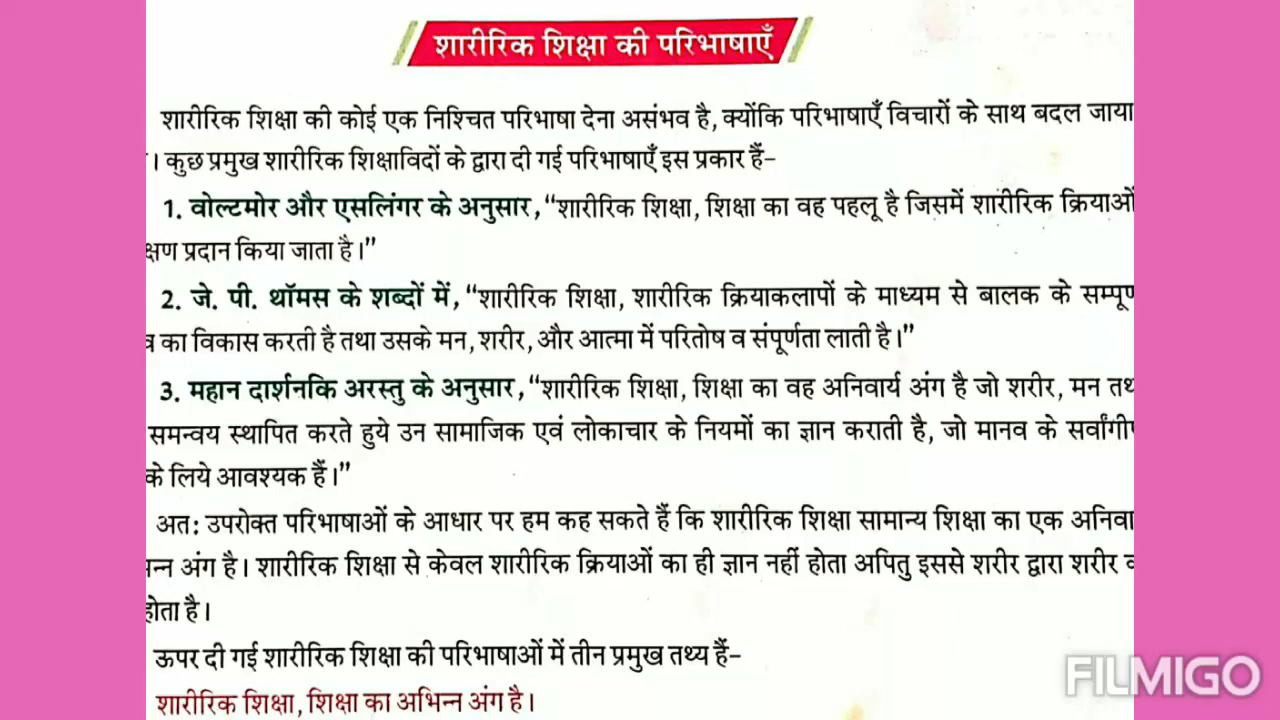 शारीरिक शिक्षा की परिभाषाएँ
शारीरिक शिक्षा की कोई एक निश्चित परिभाषा देना असंभव है, क्योंकि परिभाषाएँ विचारों के साथ बदल जाया
। कुछ प्रमुख शारीरिक शिक्षाविदों के द्वारा दी गई परिभाषाएँ इस प्रकार हैं-
1. वोल्टमोर और एसलिंगर के अनुसार, “शारीरिक शिक्षा, शिक्षा का वह पहलू है जिसमें शारीरिक क्रियाओं
क्षण प्रदान किया जाता है।”
2. जे. पी. थॉमस के शब्दों में, “शारीरिक शिक्षा, शारीरिक क्रियाकलापों के माध्यम से बालक के सम्पूर्ण
व का विकास करती है तथा उसके मन, शरीर, और आत्मा में परितोष व संपूर्णता लाती है।”
3. महान दार्शनकि अरस्तु के अनुसार, “शारीरिक शिक्षा, शिक्षा का वह अनिवार्य अंग है जो शरीर, मन
समन्वय स्थापित करते हुये उन सामाजिक एवं लोकाचार के नियमों का ज्ञान कराती है, जो मानव के
के लिये आवश्यक हैं।”
अत: उपरोक्त परिभाषाओं के आधार पर हम कह सकते हैं कि शारीरिक शिक्षा सामान्य शिक्षा का एक अनिवा
न्न अंग है। शारीरिक शिक्षा से केवल शारीरिक क्रियाओं का ही ज्ञान नहीं होता अपितु इससे शरीर द्वारा शरीर
होता है।
ऊपर दी गई शारीरिक शिक्षा की परिभाषाओं में तीन प्रमुख तथ्य हैं-
शारीरिक शिक्षा, शिक्षा का अभिन्न अंग है।
FILMIGO